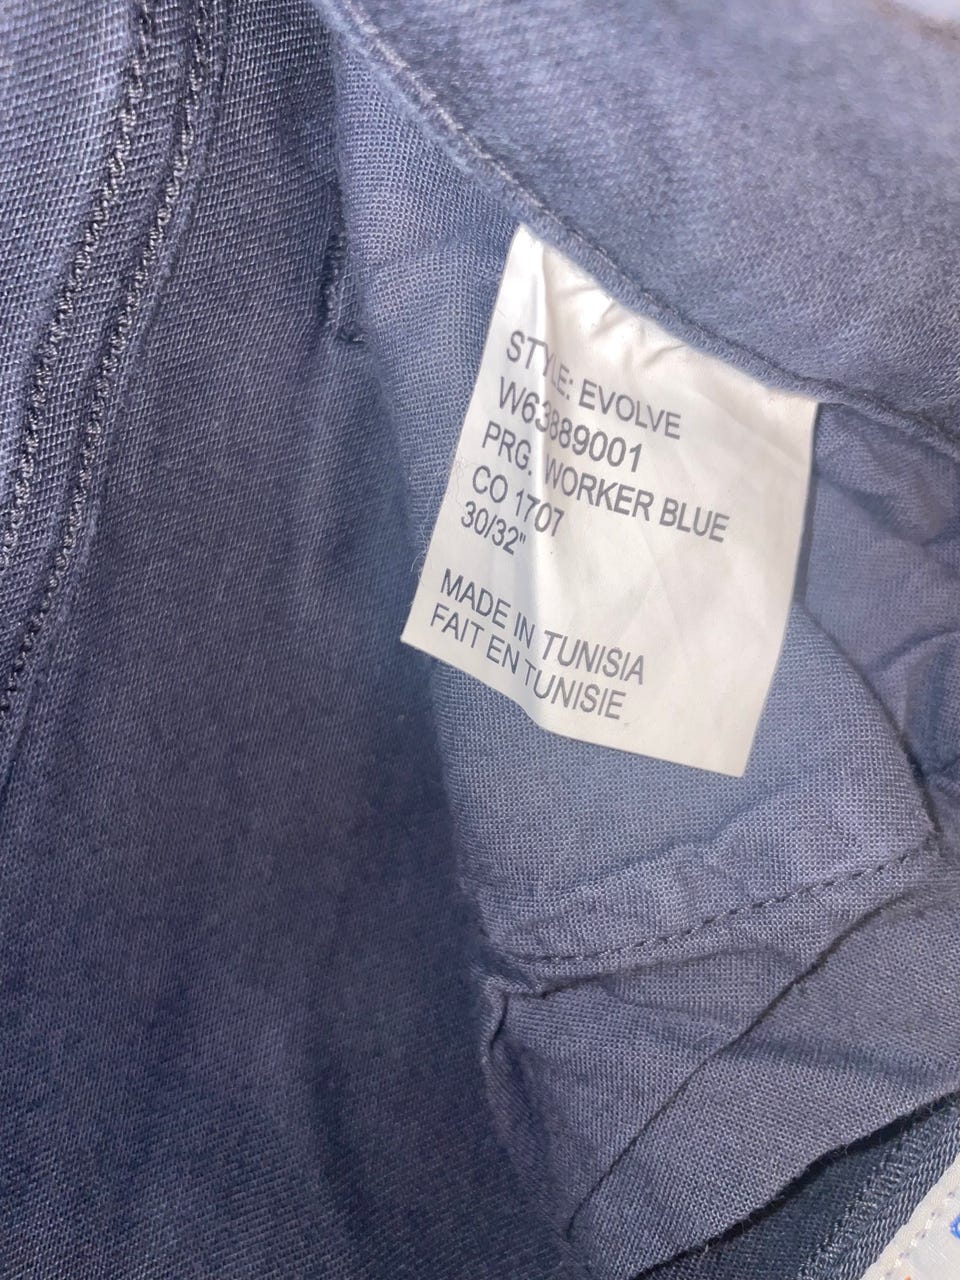 STYLE: EVOLVE
W63889001
PRG. WORKER BLUE
CO 1707
30/32"
MADE IN TUNISIA
FAIT EN TUNISIE